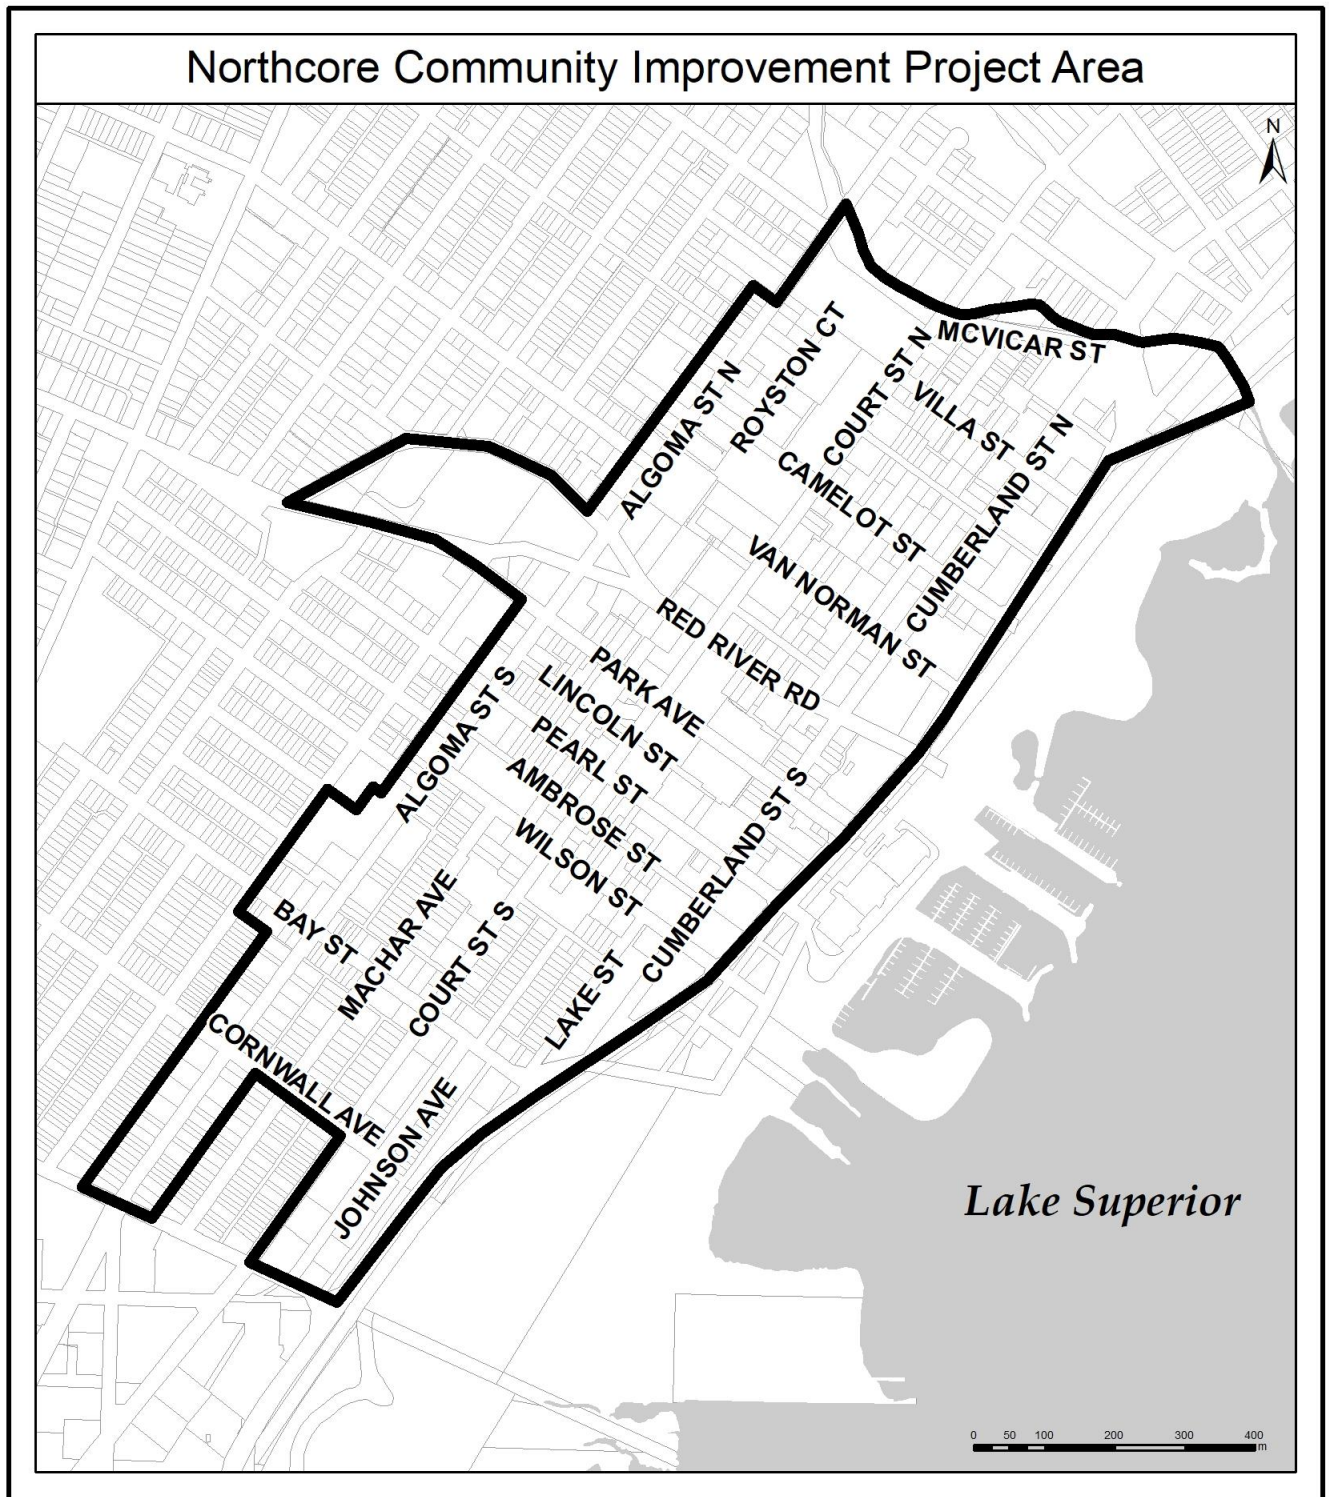 Northcore Community Improvement Project Area
N
MCVICAR ST
ROYSTON CT
COURT ST N
VILLA ST
ALGOMA ST N
CUMBERLAND ST N
CAMELOT ST
VAN NORMAN ST
RED RIVER RD
PARK AVE
LINCOLN ST
ALGOMA ST S
PEARL ST
AMBROSE ST
CUMBERLAND ST S
WILSON ST
MACHAR AVE
BAY ST
COURT ST S
LAKE ST
CORNWALL AVE
JOHNSON AVE
Lake Superior
0 50 100 200 300 400
m